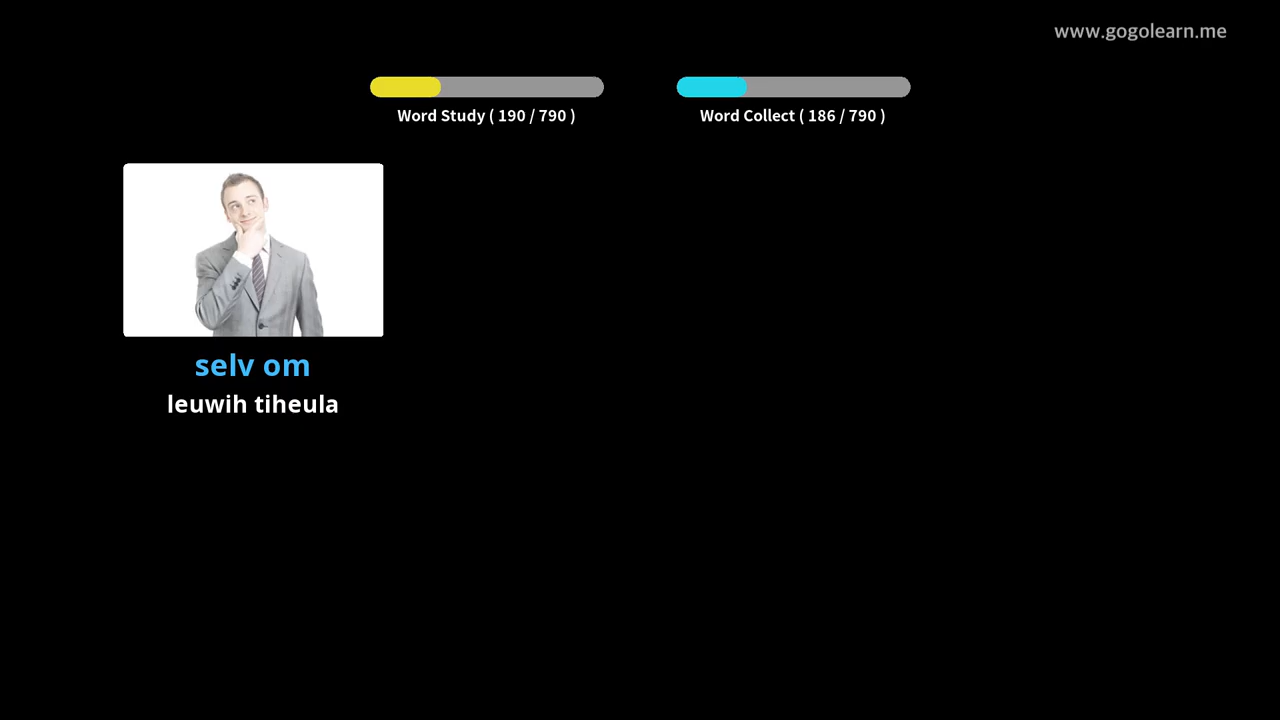 www.gogolearn.me
Word Study ( 190 / 790 )
Word Collect ( 186 / 790 )
selv om
leuwih tiheula